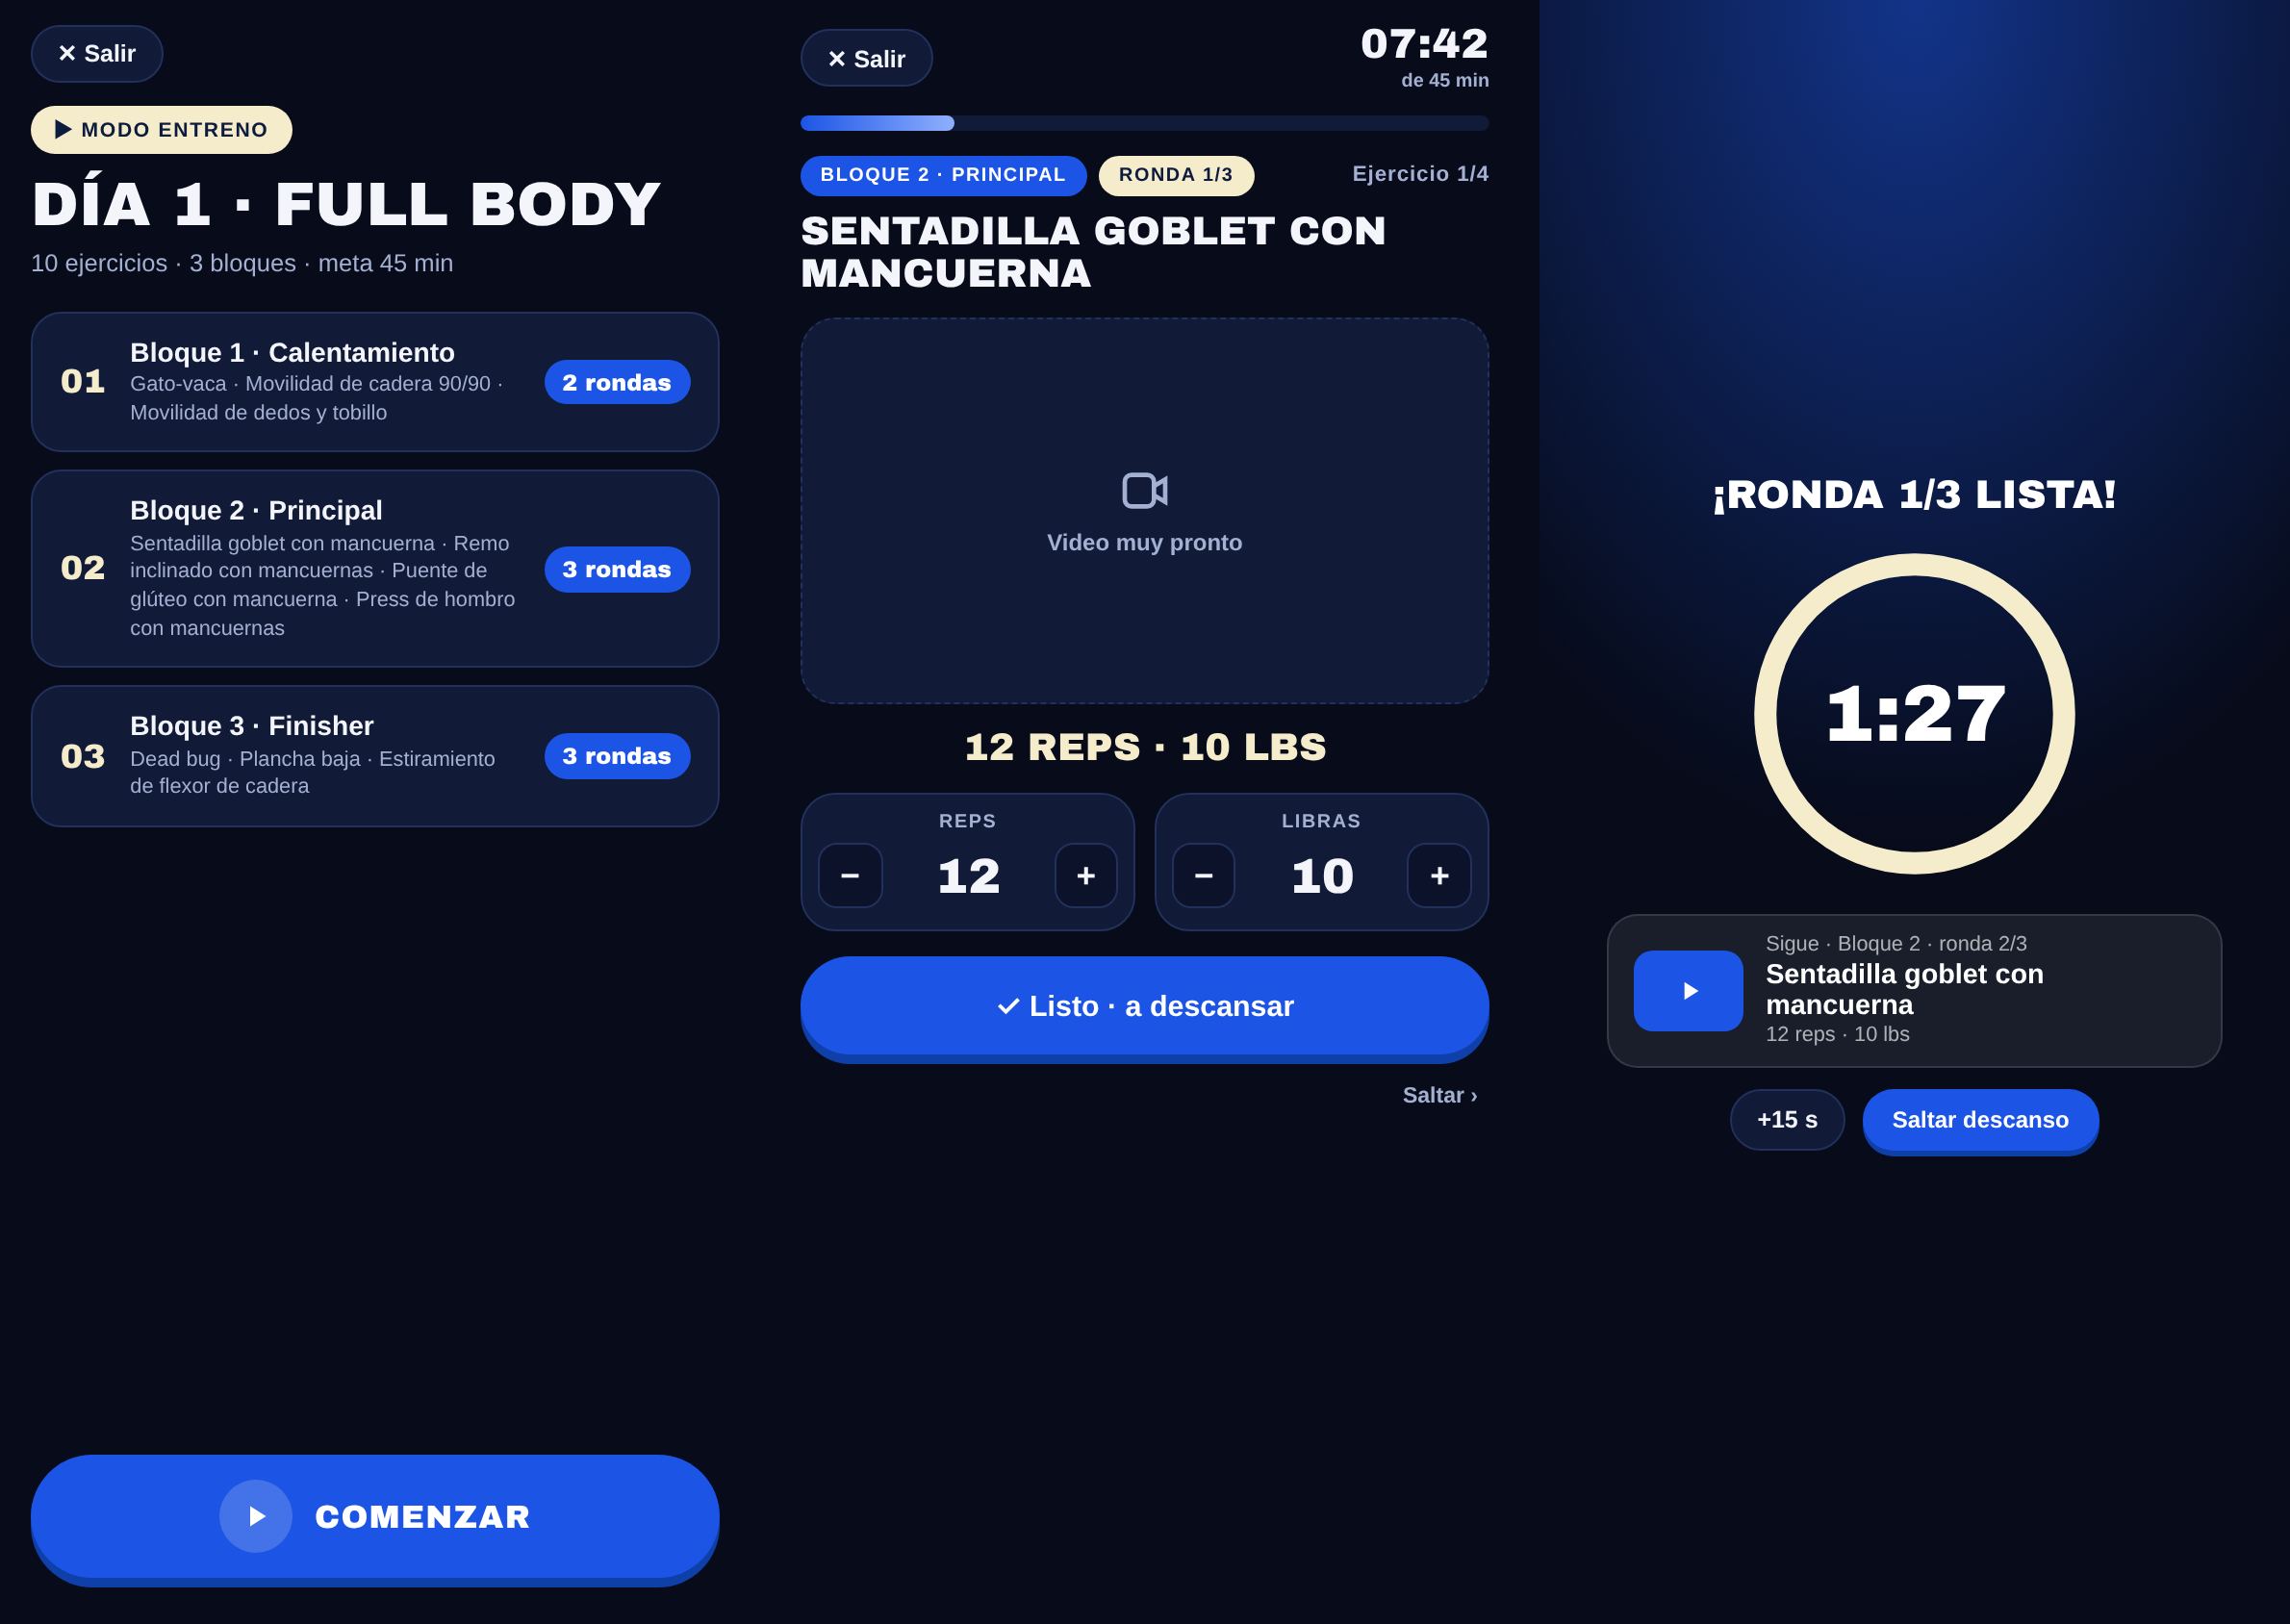 ✕ Salir
▶ MODO ENTRENO
DÍA 1 · FULL BODY
10 ejercicios · 3 bloques · meta 45 min
01
Bloque 1 · Calentamiento
Gato-vaca · Movilidad de cadera 90/90 ·
Movilidad de dedos y tobillo
2 rondas
02
Bloque 2 · Principal
Sentadilla goblet con mancuerna · Remo
inclinado con mancuernas · Puente de
glúteo con mancuerna · Press de hombro
con mancuernas
3 rondas
03
Bloque 3 · Finisher
Dead bug · Plancha baja · Estiramiento
de flexor de cadera
3 rondas
COMENZAR
✕ Salir
07:42
de 45 min
BLOQUE 2 · PRINCIPAL
RONDA 1/3
Ejercicio 1/4
SENTADILLA GOBLET CON
MANCUERNA
Video muy pronto
12 REPS · 10 LBS
REPS
− 12 +
LIBRAS
− 10 +
✓ Listo · a descansar
Saltar ›
¡RONDA 1/3 LISTA!
1:27
Sigue · Bloque 2 · ronda 2/3
Sentadilla goblet con
mancuerna
12 reps · 10 lbs
+15 s
Saltar descanso